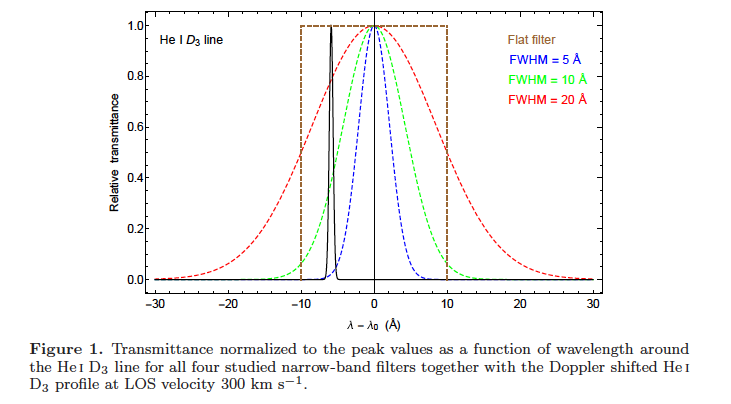 He I D₃ line
Flat filter
FWHM = 5 Å
FWHM = 10 Å
FWHM = 20 Å
Relative transmittance
1.0
0.8
0.6
0.4
0.2
0.0
−30 −20 −10 0 10 20 30
λ − λ₀ (Å)
Figure 1. Transmittance normalized to the peak values as a function of wavelength around
the He I D₃ line for all four studied narrow-band filters together with the Doppler shifted He I
D₃ profile at LOS velocity 300 km s⁻¹.